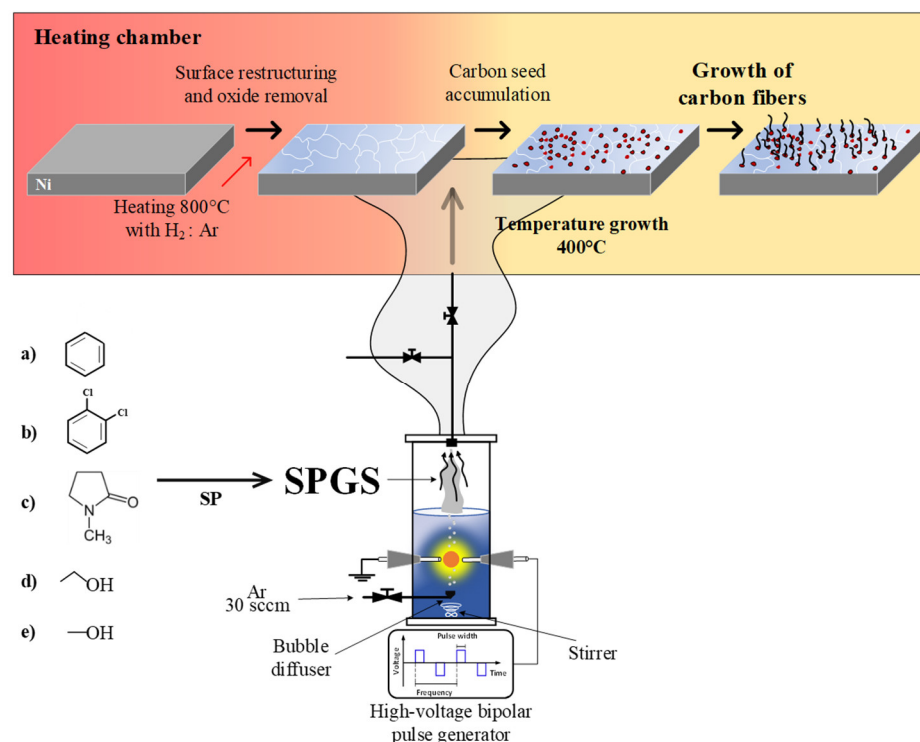 Heating chamber
Surface restructuring
and oxide removal
Carbon seed
accumulation
Growth of
carbon fibers
Ni
Heating 800°C
with H₂ : Ar
Temperature growth
400°C
a)
b)
Cl
Cl
c)
N
O
CH₃
SP
SPGS
d)
OH
e)
OH
Ar
30 sccm
Bubble
diffuser
Stirrer
Pulse width
Voltage
Time
Frequency
High-voltage bipolar
pulse generator